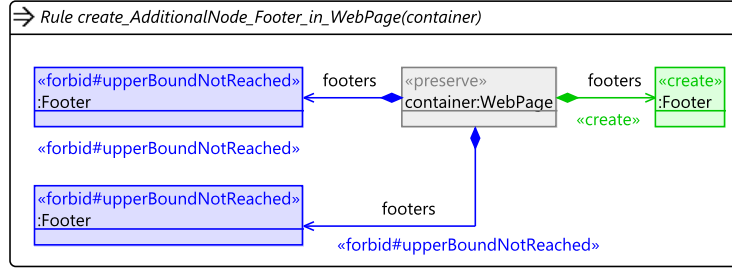 Rule create_AdditionalNode_Footer_in_WebPage(container)
«forbid#upperBoundNotReached»
:Footer
footers
«preserve»
container:WebPage
footers
«create»
:Footer
«create»
«forbid#upperBoundNotReached»
«forbid#upperBoundNotReached»
:Footer
footers
«forbid#upperBoundNotReached»